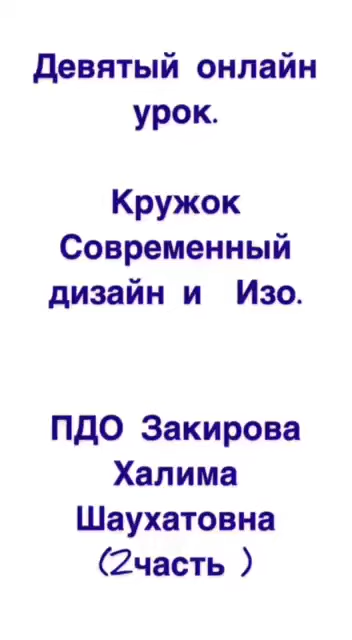 Девятый онлайн
урок.
Кружок
Современный
дизайн и Изо.
ПДО Закирова
Халима
Шаухатовна
(2часть )